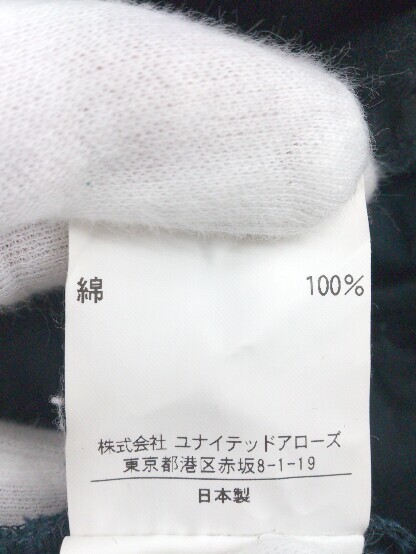 綿 100%
株式会社 ユナイテッドアローズ
東京都港区赤坂8-1-19
日本製